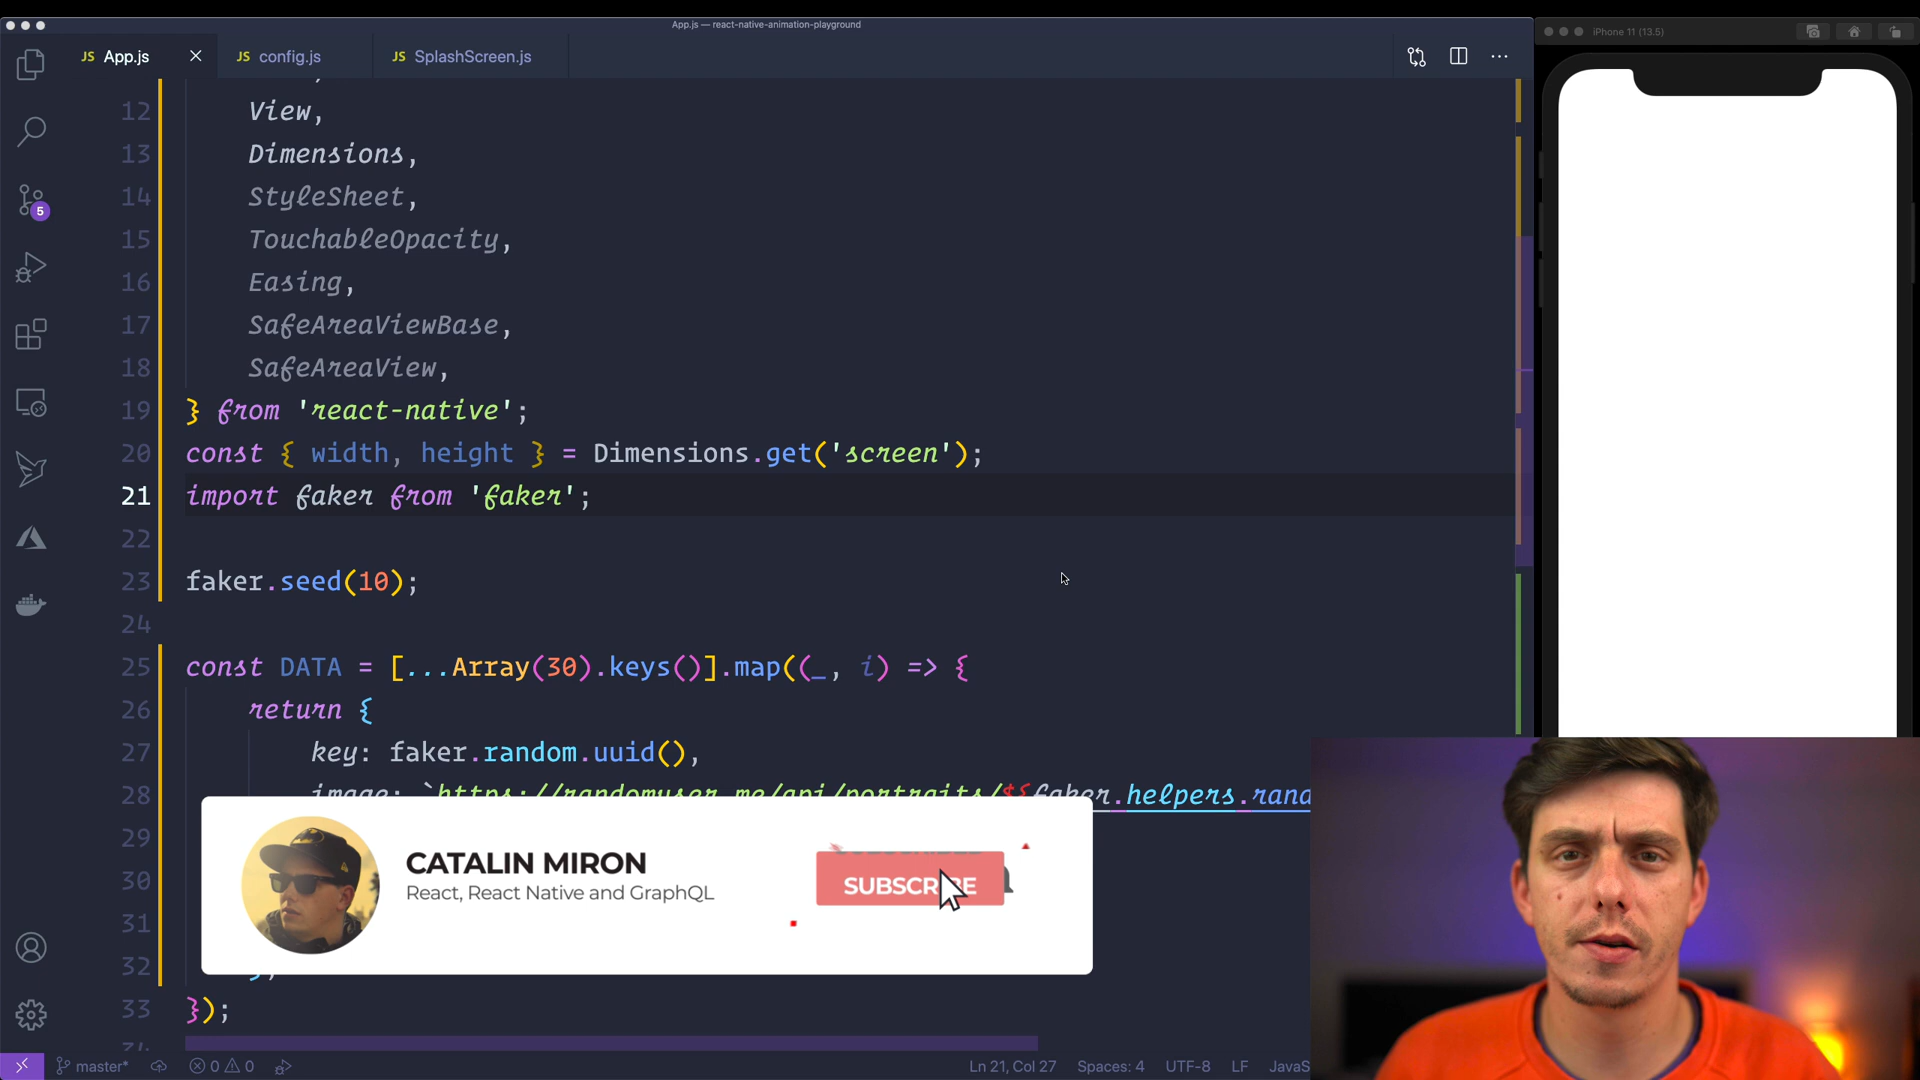 App.js — react-native-animation-playground
iPhone 11 (13.5)
JS App.js
JS config.js
JS SplashScreen.js
5
12 View,
13 Dimensions,
14 StyleSheet,
15 TouchableOpacity,
16 Easing,
17 SafeAreaViewBase,
18 SafeAreaView,
19 } from 'react-native';
20 const { width, height } = Dimensions.get('screen');
21 import faker from 'faker';
22
23 faker.seed(10);
24
25 const DATA = [...Array(30).keys()].map((_, i) => {
26 return {
27 key: faker.random.uuid(),
28 image: `https://randomuser.me/api/portraits/${faker.helpers.rand
29
30
31
32 },
33 });
CATALIN MIRON
React, React Native and GraphQL
SUBSCRIBE
master* 0 0 Ln 21, Col 27 Spaces: 4 UTF-8 LF JavaS